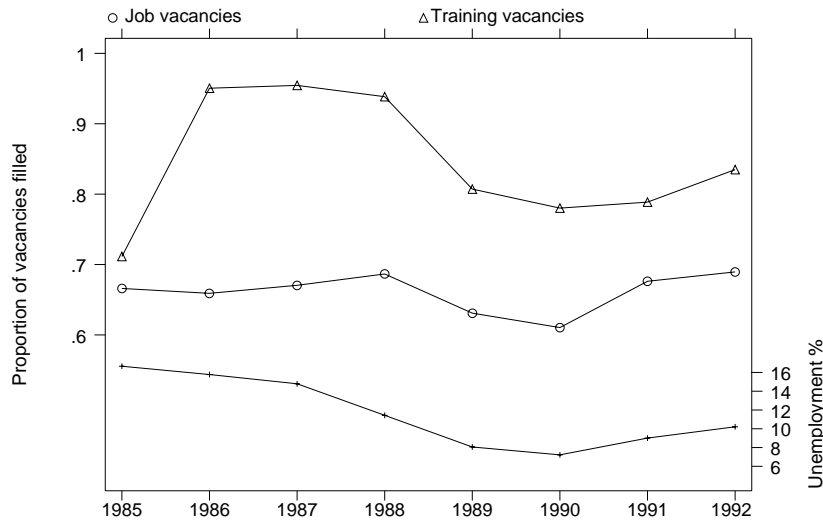 Job vacancies
Training vacancies
Proportion of vacancies filled
1
.9
.8
.7
.6
16
14
12
10
8
6
Unemployment %
1985 1986 1987 1988 1989 1990 1991 1992